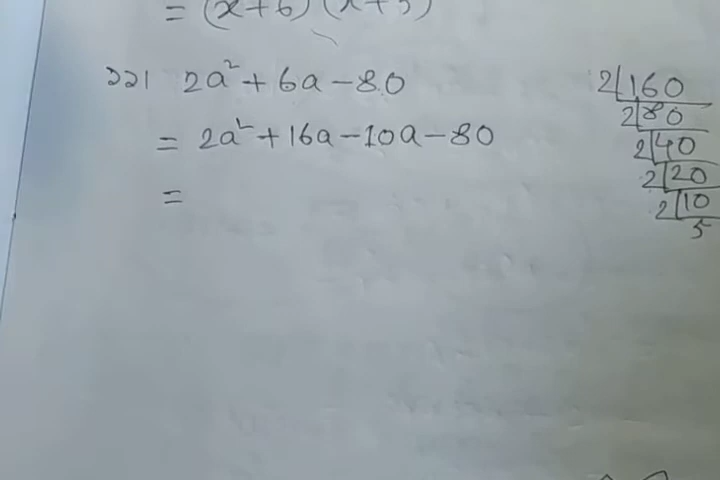 = (x+6) (x+5)
২২। 2a² + 6a - 80
= 2a² + 16a - 10a - 80
=
2|160
2|80
2|40
2|20
2|10
5